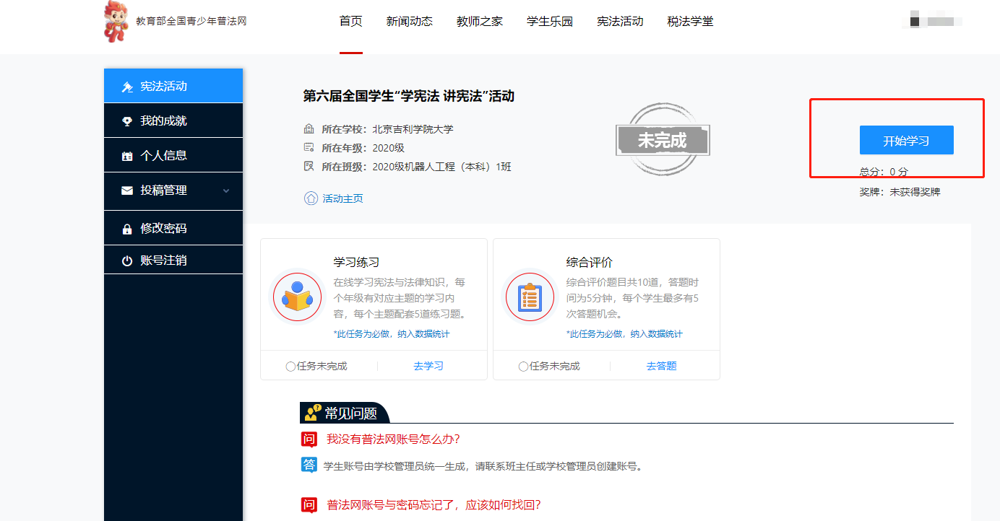 教育部全国青少年普法网
首页 新闻动态 教师之家 学生乐园 宪法活动 税法学堂
宪法活动
我的成就
个人信息
投稿管理
修改密码
账号注销
第六届全国学生“学宪法 讲宪法”活动
所在学校：北京吉利学院大学
所在年级：2020级
所在班级：2020级机器人工程（本科）1班
活动主页
未完成
开始学习
总分：0 分
奖牌：未获得奖牌
学习练习
在线学习宪法与法律知识，每
个年级有对应主题的学习内
容，每个主题配套5道练习题。
*此任务为必做，纳入数据统计
任务未完成 去学习
综合评价
综合评价题目共10道，答题时
间为5分钟，每个学生最多有5
次答题机会。
*此任务为必做，纳入数据统计
任务未完成 去答题
常见问题
问 我没有普法网账号怎么办？
答 学生账号由学校管理员统一生成，请联系班主任或学校管理员创建账号。
问 普法网账号与密码忘记了，应该如何找回？